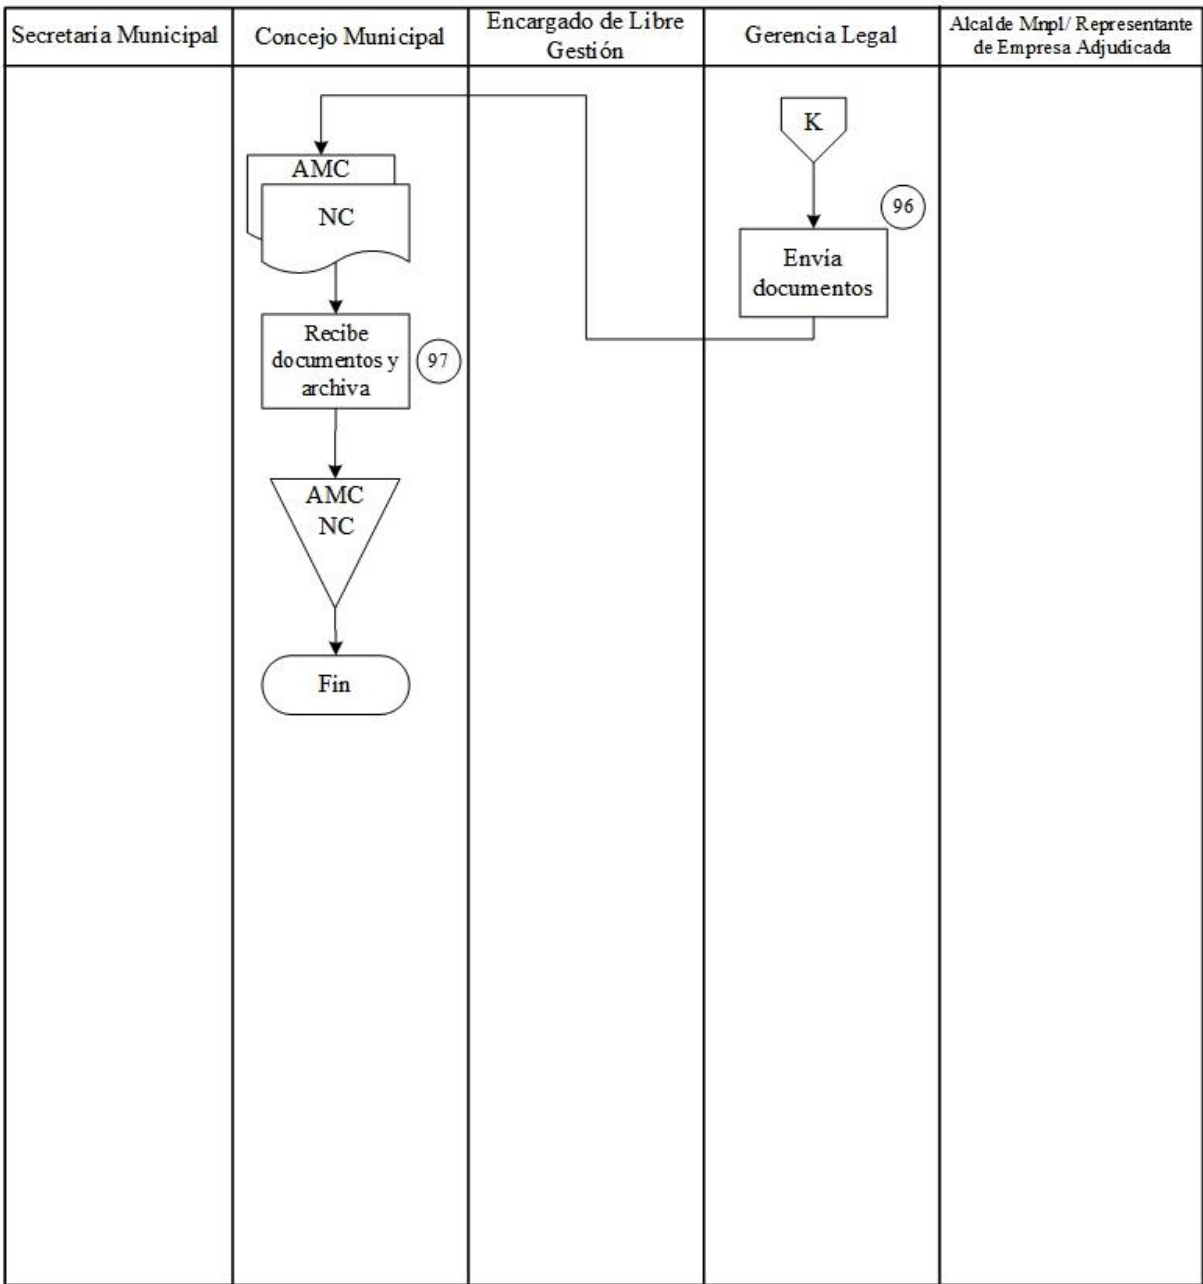 Secretaria Municipal
Concejo Municipal
Encargado de Libre
Gestión
Gerencia Legal
Alcalde Mnpl/ Representante
de Empresa Adjudicada
K
96
Envía
documentos
AMC
NC
Recibe
documentos y
archiva
97
AMC
NC
Fin